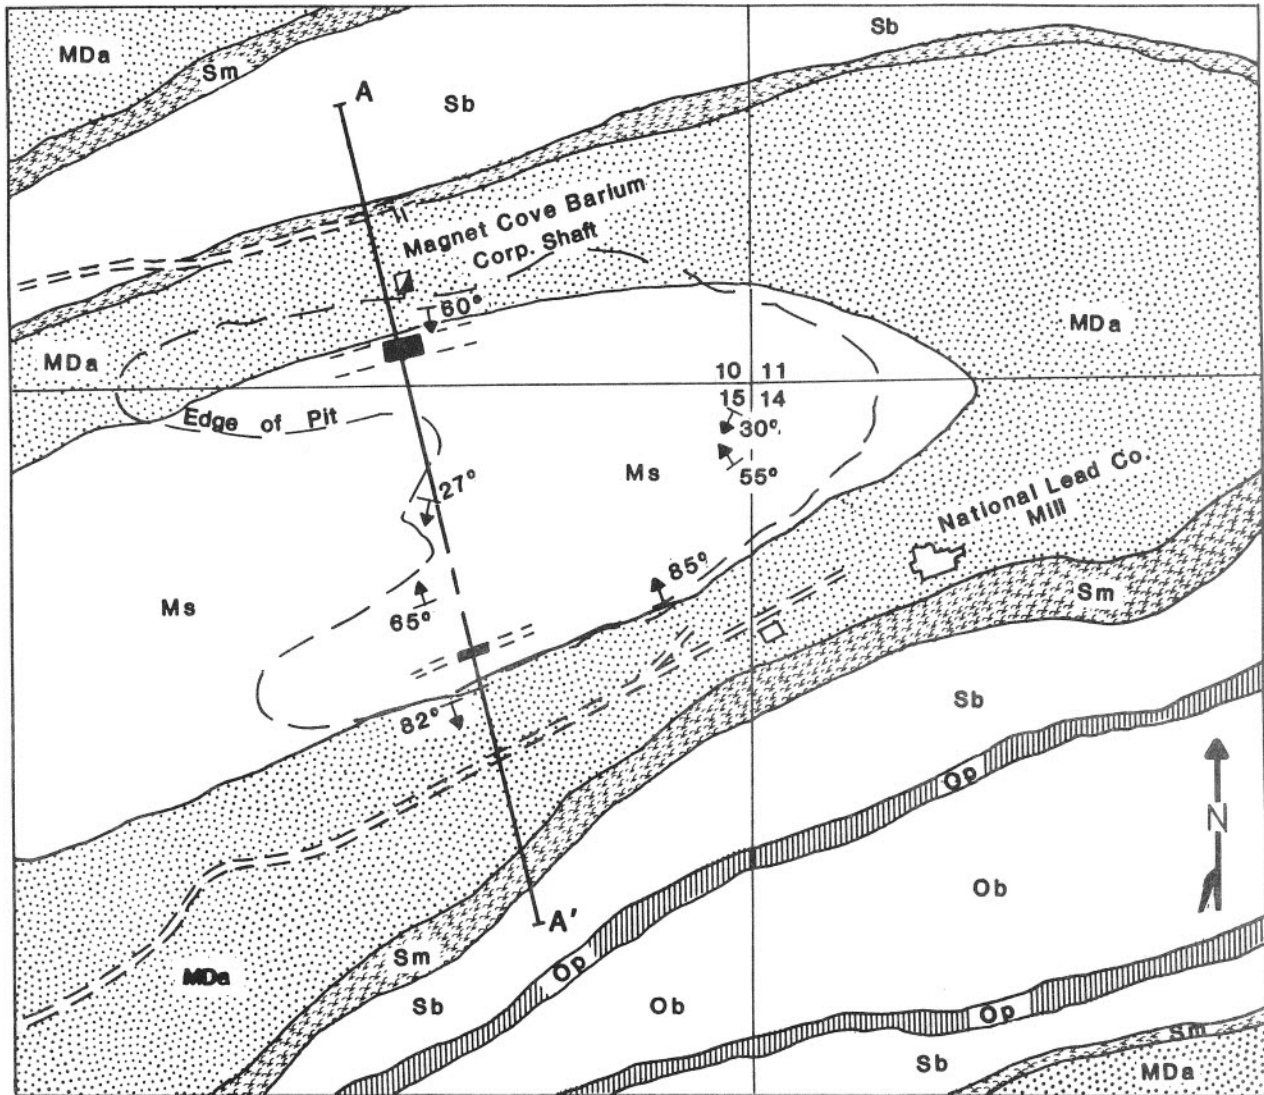 Sb
MDa
Sm
A
Sb
Magnet Cove Barium
Corp. Shaft
60°
MDa
MDa
10 11
15 14
Edge of Pit
30°
Ms
55°
27°
National Lead Co.
Mill
85°
Ms
65°
Sm
Sb
82°
Op
N
Ob
A'
Sm
MDa
Op
Sb
Ob
Op
Sm
Sb
MDa